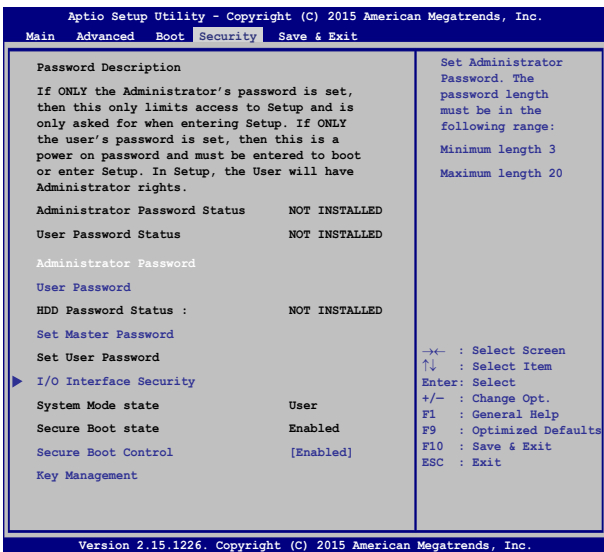 Aptio Setup Utility - Copyright (C) 2015 American Megatrends, Inc.
Main Advanced Boot Security Save & Exit
Password Description
If ONLY the Administrator's password is set,
then this only limits access to Setup and is
only asked for when entering Setup. If ONLY
the user's password is set, then this is a
power on password and must be entered to boot
or enter Setup. In Setup, the User will have
Administrator rights.
Administrator Password Status NOT INSTALLED
User Password Status NOT INSTALLED
Administrator Password
User Password
HDD Password Status : NOT INSTALLED
Set Master Password
Set User Password
I/O Interface Security
System Mode state User
Secure Boot state Enabled
Secure Boot Control [Enabled]
Key Management
Set Administrator
Password. The
password length
must be in the
following range:
Minimum length 3
Maximum length 20
→← : Select Screen
↑↓ : Select Item
Enter: Select
+/— : Change Opt.
F1 : General Help
F9 : Optimized Defaults
F10 : Save & Exit
ESC : Exit
Version 2.15.1226. Copyright (C) 2015 American Megatrends, Inc.